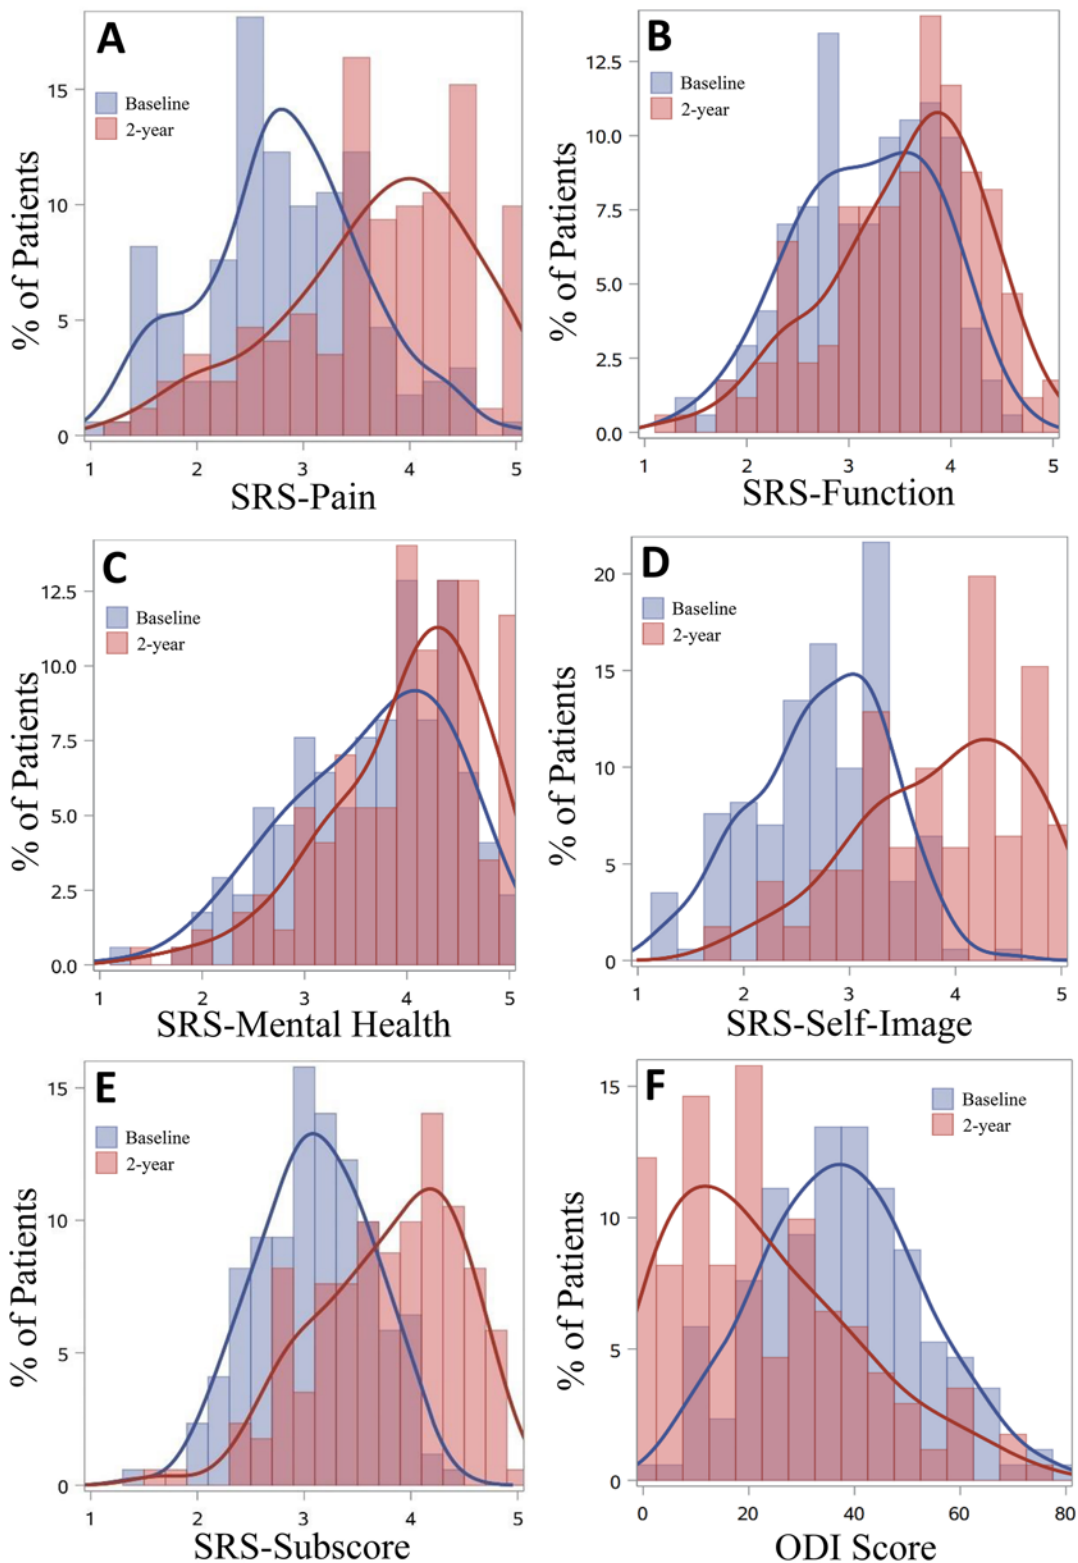 A
Baseline
2-year
15
10
5
0
% of Patients
1 2 3 4 5
SRS-Pain
B
Baseline
2-year
12.5
10.0
7.5
5.0
2.5
0.0
% of Patients
1 2 3 4 5
SRS-Function
C
Baseline
2-year
12.5
10.0
7.5
5.0
2.5
0.0
% of Patients
1 2 3 4 5
SRS-Mental Health
D
Baseline
2-year
20
15
10
5
0
% of Patients
1 2 3 4 5
SRS-Self-Image
E
Baseline
2-year
15
10
5
0
% of Patients
1 2 3 4 5
SRS-Subscore
F
Baseline
2-year
15
10
5
0
% of Patients
0 20 40 60 80
ODI Score